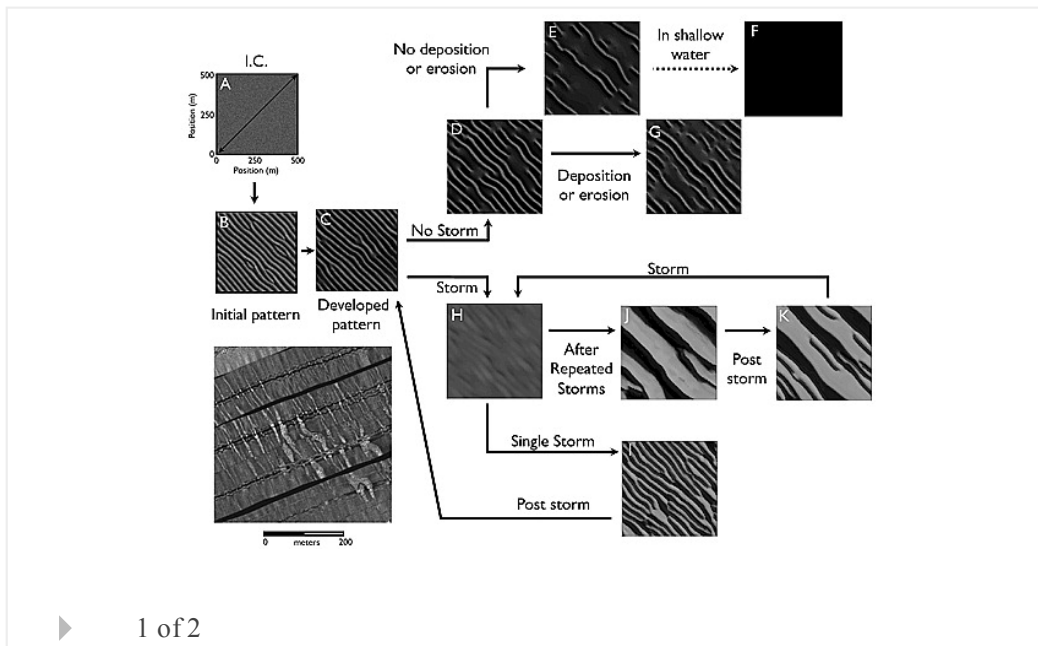 I.C.
A
500
250
0
Position (m)
0 250 500
Position (m)
B
Initial pattern
C
Developed
pattern
No Storm
Storm
D
No deposition
or erosion
E
In shallow
water
F
Deposition
or erosion
G
H
After
Repeated
Storms
J
Post
storm
K
Storm
Single Storm
I
Post storm
0 meters 200
1 of 2